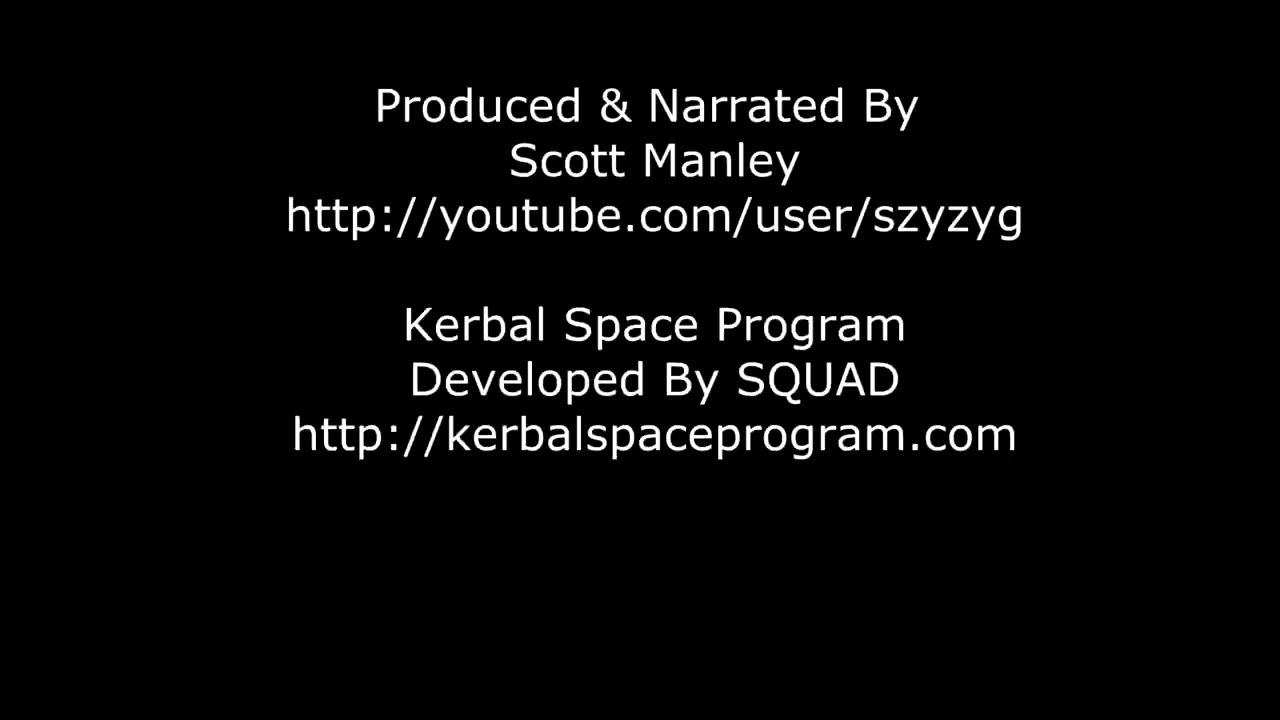 Produced & Narrated By
Scott Manley
http://youtube.com/user/szyzyg
Kerbal Space Program
Developed By SQUAD
http://kerbalspaceprogram.com